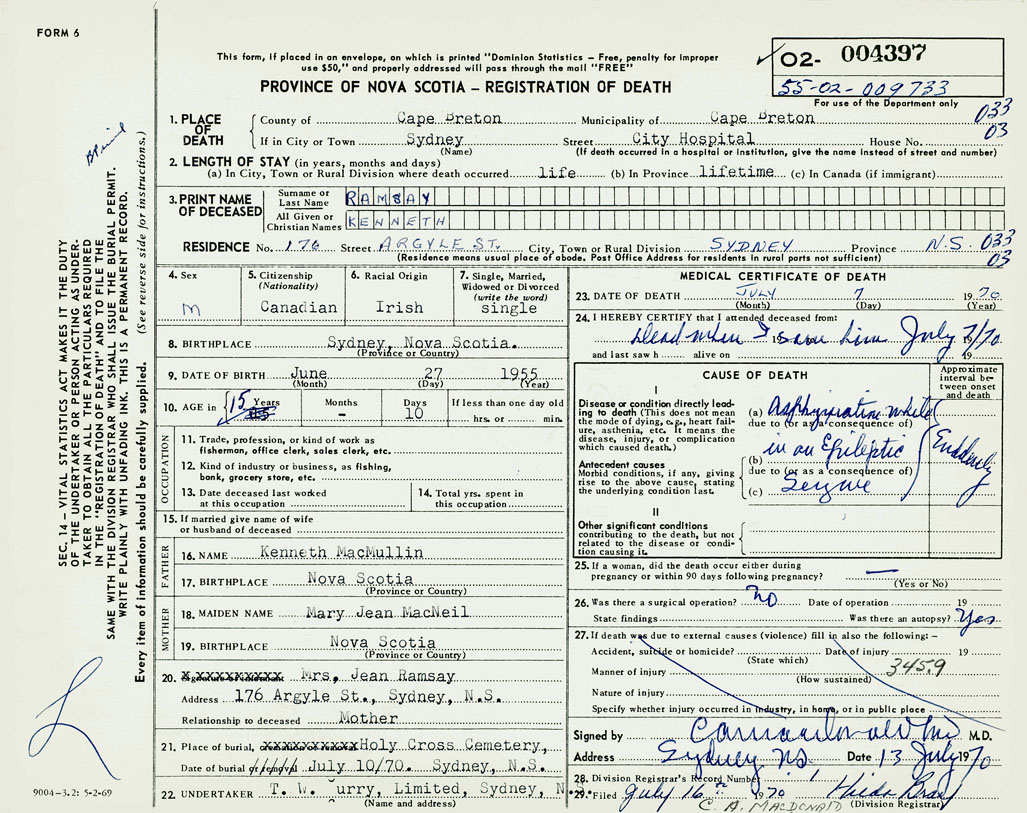 FORM 6
This form, if placed in an envelope, on which is printed "Dominion Statistics – Free, penalty for improper
use $50," and properly addressed will pass through the mail "FREE"
PROVINCE OF NOVA SCOTIA – REGISTRATION OF DEATH
02- 004397
55-02-009733
For use of the Department only
033
03
1. PLACE OF DEATH
County of Cape Breton Municipality of Cape Breton
If in City or Town Sydney Street City Hospital House No.
(Name) (If death occurred in a hospital or institution, give the name instead of street and number)
2. LENGTH OF STAY (in years, months and days)
(a) In City, Town or Rural Division where death occurred life (b) In Province lifetime (c) In Canada (if immigrant)
3. PRINT NAME OF DECEASED
Surname or Last Name RAMSAY
All Given or Christian Names KENNETH
RESIDENCE No. 176 Street ARGYLE ST. City, Town or Rural Division SYDNEY Province N.S. 033
(Residence means usual place of abode. Post Office Address for residents in rural parts not sufficient) 03
4. Sex
M
5. Citizenship
(Nationality)
Canadian
6. Racial Origin
Irish
7. Single, Married,
Widowed or Divorced
(write the word)
single
8. BIRTHPLACE Sydney, Nova Scotia.
(Province or Country)
9. DATE OF BIRTH June 27 1955
(Month) (Day) (Year)
10. AGE in 15 Years Months - Days 10 If less than one day old hrs. or min.
OCCUPATION
11. Trade, profession, or kind of work as
fisherman, office clerk, sales clerk, etc.
12. Kind of industry or business, as fishing,
bank, grocery store, etc.
13. Date deceased last worked
at this occupation
14. Total yrs. spent in
this occupation
15. If married give name of wife
or husband of deceased
FATHER
16. NAME Kenneth MacMullin
17. BIRTHPLACE Nova Scotia
(Province or Country)
MOTHER
18. MAIDEN NAME Mary Jean MacNeil
19. BIRTHPLACE Nova Scotia
(Province or Country)
20. Mrs, Jean Ramsay
Address 176 Argyle St., Sydney, N.S.
Relationship to deceased Mother
21. Place of burial, Holy Cross Cemetery,
Date of burial or removal July 10/70. Sydney, N.S.
22. UNDERTAKER T. W. urry, Limited, Sydney, N.S.
(Name and address)
MEDICAL CERTIFICATE OF DEATH
23. DATE OF DEATH JULY 7 1970
(Month) (Day) (Year)
24. I HEREBY CERTIFY that I attended deceased from:
Dead when I 19 saw him July 7/70
and last saw h alive on 19
CAUSE OF DEATH
Approximate
interval be-
tween onset
and death
I
Disease or condition directly lead-
ing to death (This does not mean
the mode of dying, e.g., heart fail-
ure, asthenia, etc. It means the
disease, injury, or complication
which caused death.)
(a) Asphyxiation while
due to (or as a consequence of)
Antecedent causes
Morbid conditions, if any, giving
rise to the above cause, stating
the underlying condition last.
(b) in an Epileptic
due to (or as a consequence of)
(c) Seizure
Suddenly
II
Other significant conditions
contributing to the death, but not
related to the disease or condi-
tion causing it.
25. If a woman, did the death occur either during
pregnancy or within 90 days following pregnancy? —
(Yes or No)
26. Was there a surgical operation? NO Date of operation 19
State findings Was there an autopsy? Yes
27. If death was due to external causes (violence) fill in also the following:–
Accident, suicide or homicide? Date of injury 19
(State which)
Manner of injury 345.9
(How sustained)
Nature of injury
Specify whether injury occurred in industry, in home, or in public place
Signed by M.D.
Address Sydney N.S. Date 13 July 1970
28. Division Registrar's Record Number
29. Filed July 16th 1970 Hilda
C. A. MACDONALD (Division Registrar)
SEC. 14 – VITAL STATISTICS ACT MAKES IT THE DUTY
OF THE UNDERTAKER OR PERSON ACTING AS UNDER-
TAKER TO OBTAIN ALL THE PARTICULARS REQUIRED
IN THE "REGISTRATION OF DEATH" AND TO FILE THE
SAME WITH THE DIVISION REGISTRAR WHO SHALL ISSUE THE BURIAL PERMIT.
WRITE PLAINLY WITH UNFADING INK. THIS IS A PERMANENT RECORD.
Every item of information should be carefully supplied. (See reverse side for instructions.)
9004-3.2: 5-2-69